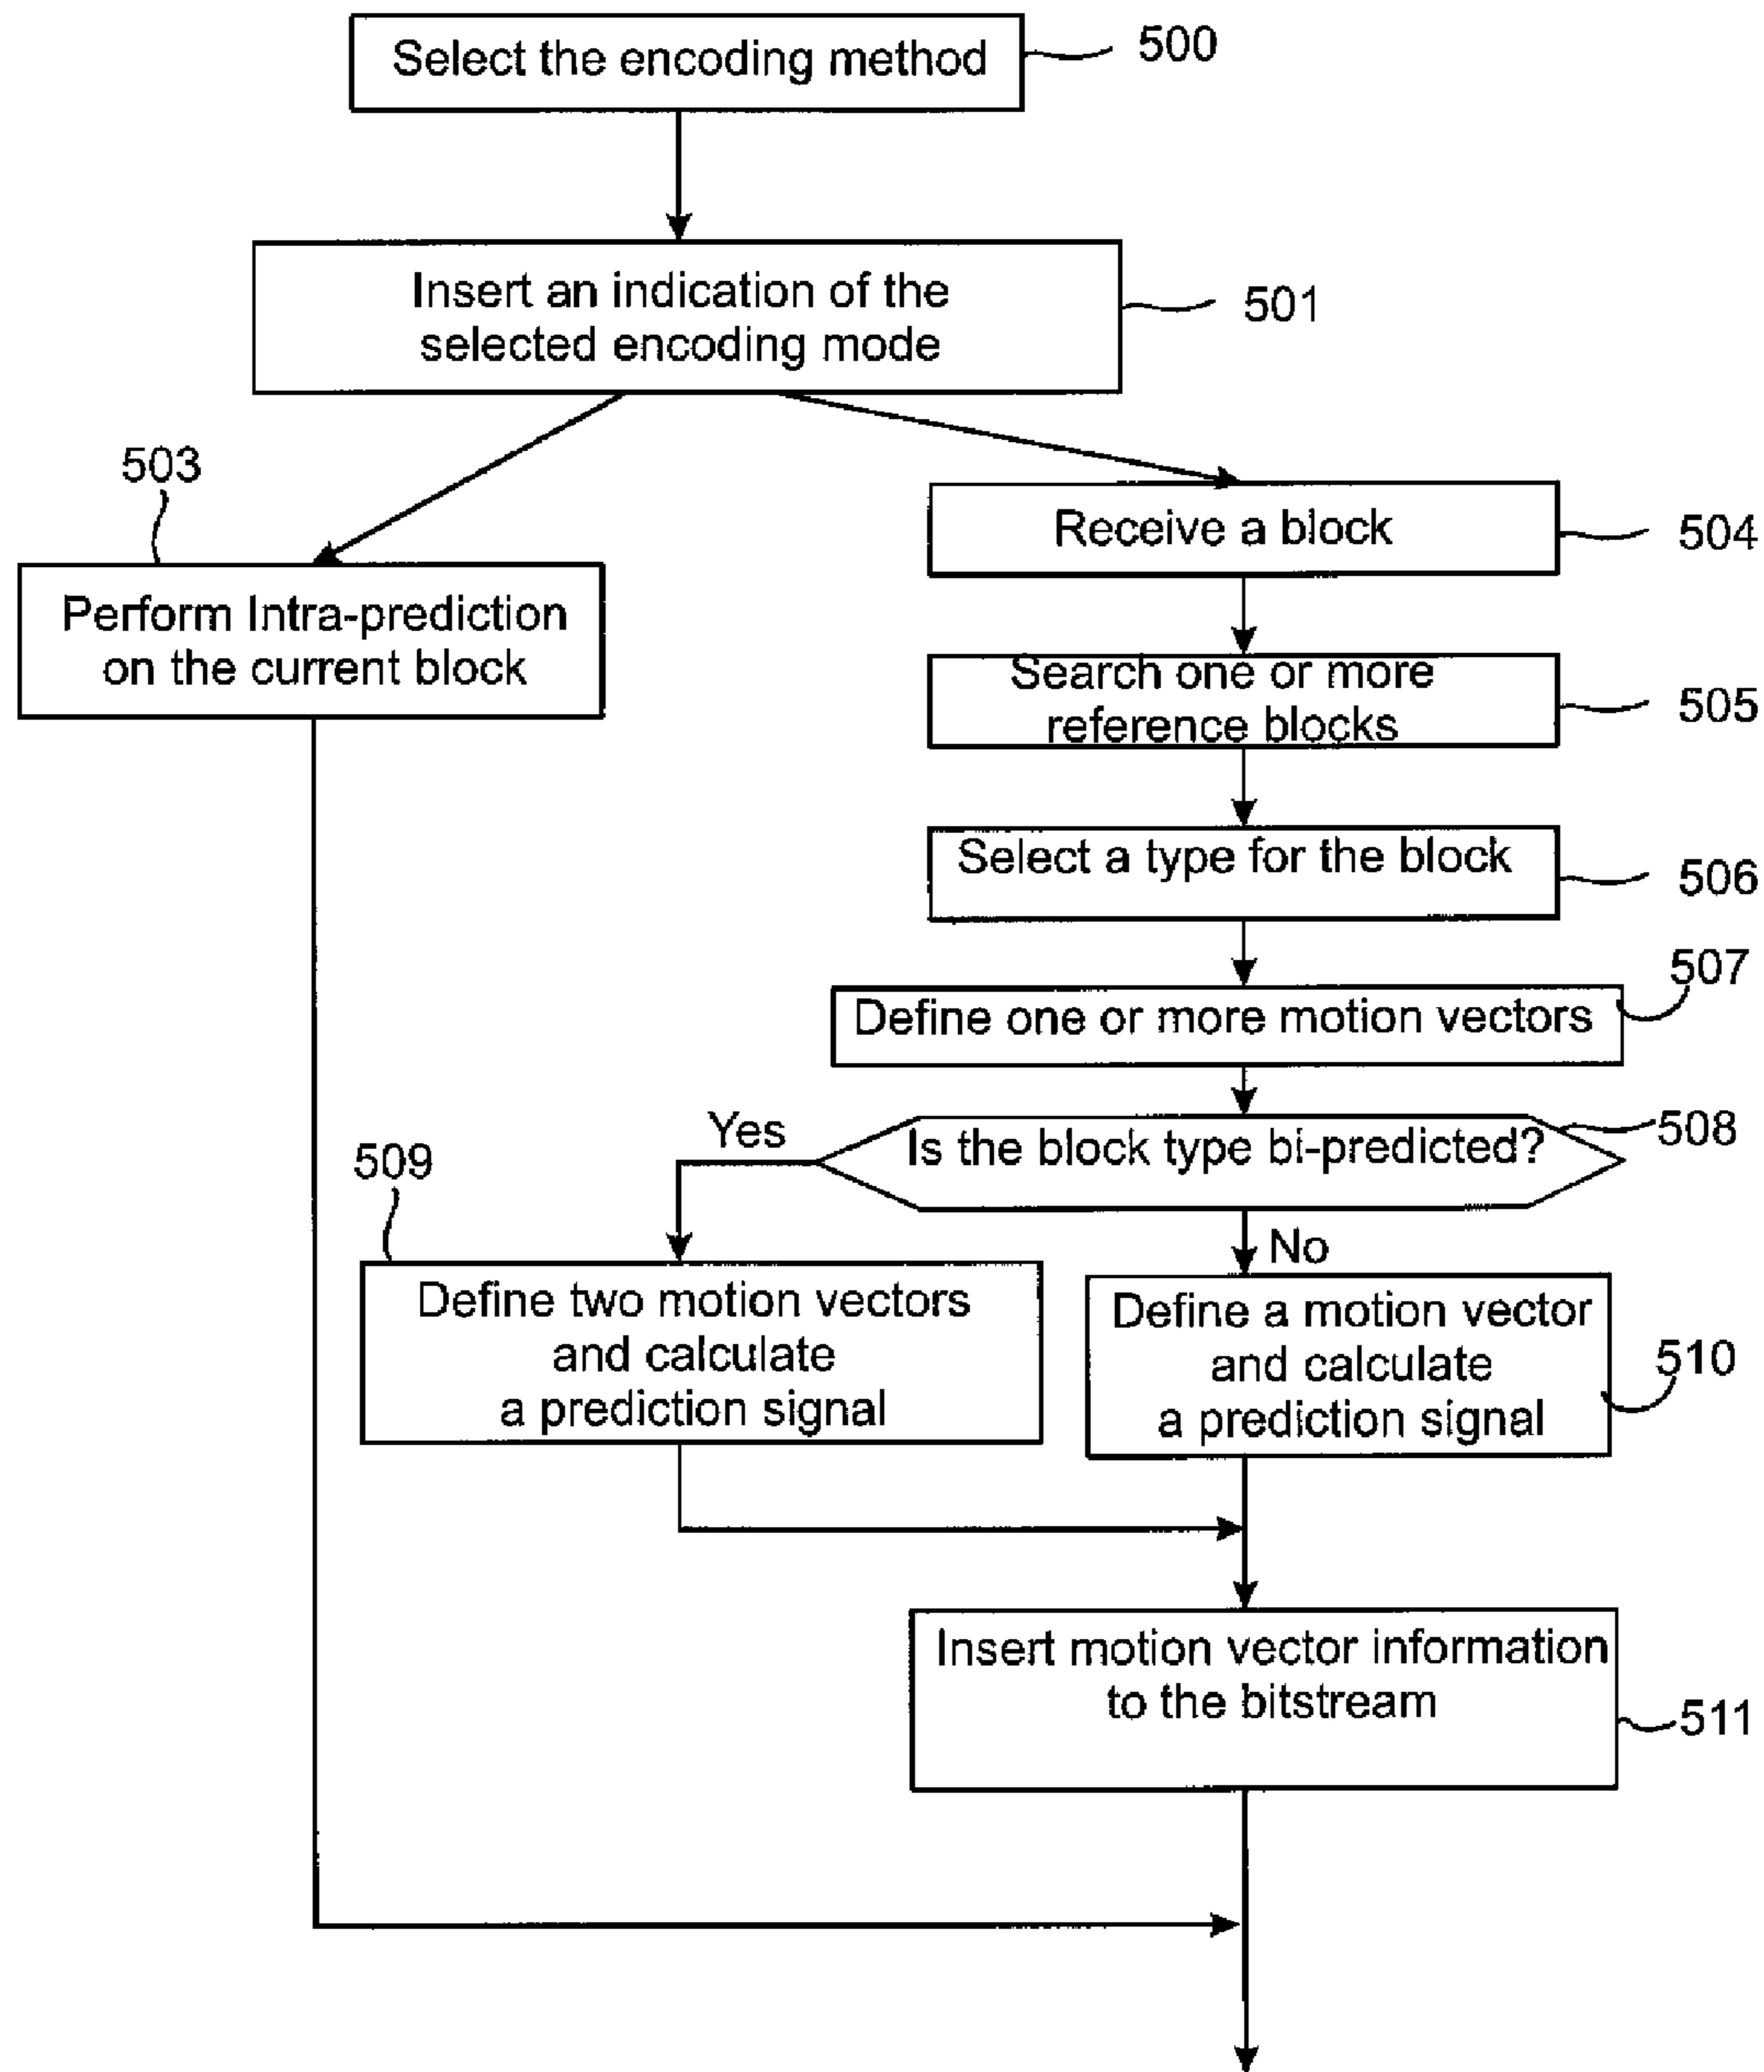 Select the encoding method
500
Insert an indication of the
selected encoding mode
501
503
Perform Intra-prediction
on the current block
Receive a block
504
Search one or more
reference blocks
505
Select a type for the block
506
507
Define one or more motion vectors
Is the block type bi-predicted?
508
Yes
No
509
Define two motion vectors
and calculate
a prediction signal
Define a motion vector
and calculate
a prediction signal
510
Insert motion vector information
to the bitstream
511